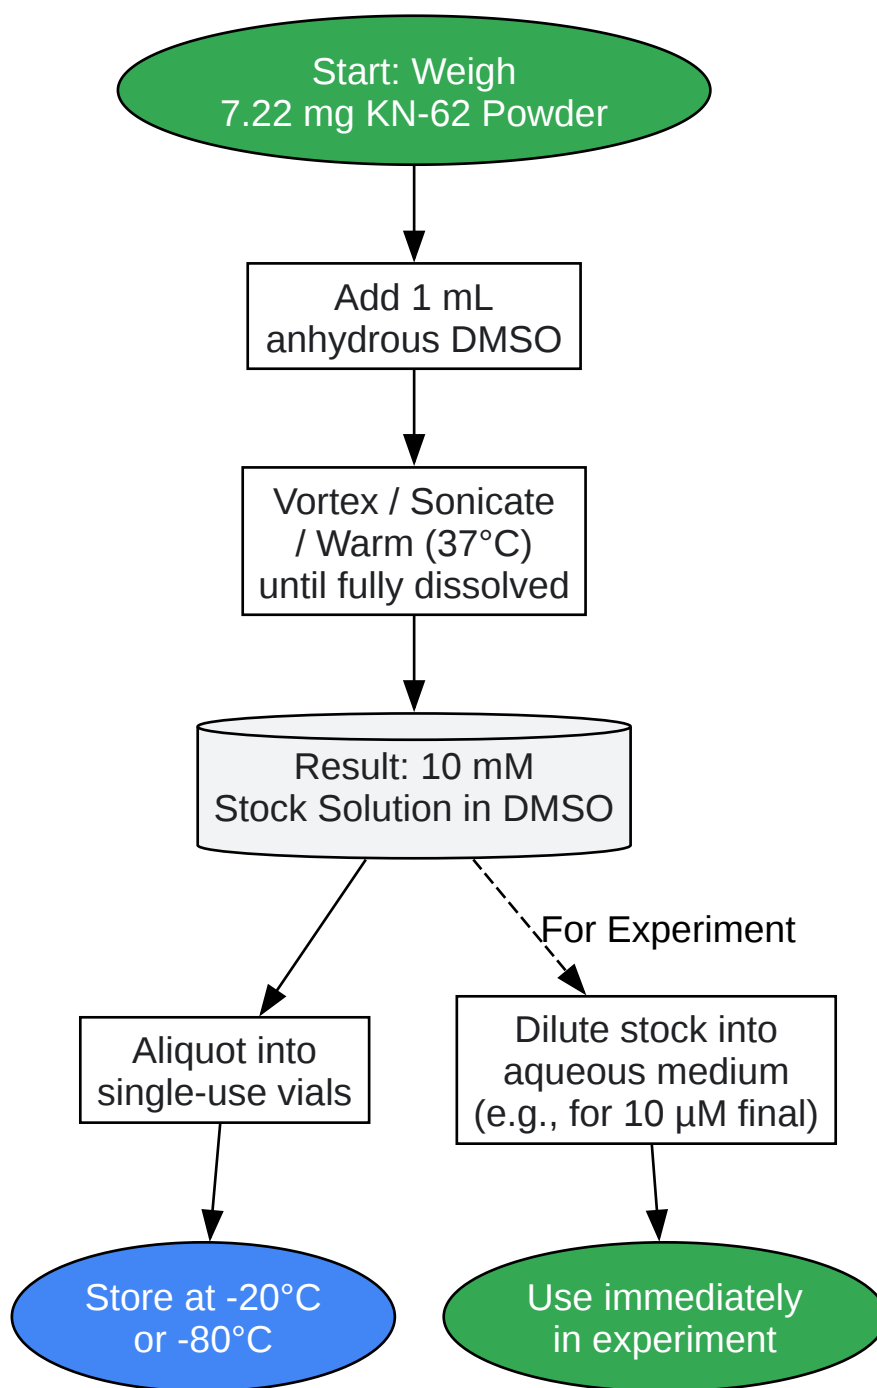 Start: Weigh
7.22 mg KN-62 Powder
Add 1 mL
anhydrous DMSO
Vortex / Sonicate
/ Warm (37°C)
until fully dissolved
Result: 10 mM
Stock Solution in DMSO
For Experiment
Aliquot into
single-use vials
Dilute stock into
aqueous medium
(e.g., for 10 µM final)
Store at -20°C
or -80°C
Use immediately
in experiment